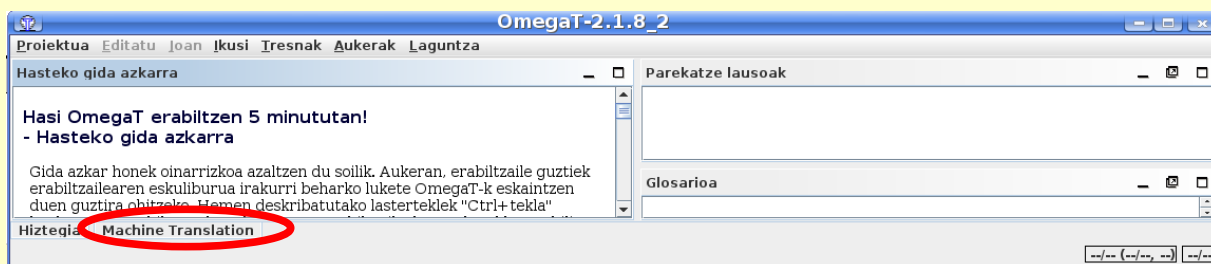 OmegaT-2.1.8_2
Proiektua Editatu Joan Ikusi Tresnak Aukerak Laguntza
Hasteko gida azkarra
Parekatze lausoak
Hasi OmegaT erabiltzen 5 minututan!
- Hasteko gida azkarra
Gida azkar honek oinarrizkoa azaltzen du soilik. Aukeran, erabiltzaile guztiek
erabiltzailearen eskuliburua irakurri beharko lukete OmegaT-k eskaintzen
duen guztira ohitzeko. Hemen deskribatutako lasterteklek "Ctrl+tekla"
Glosarioa
Hiztegia Machine Translation
--/-- (--/--, --) --/--